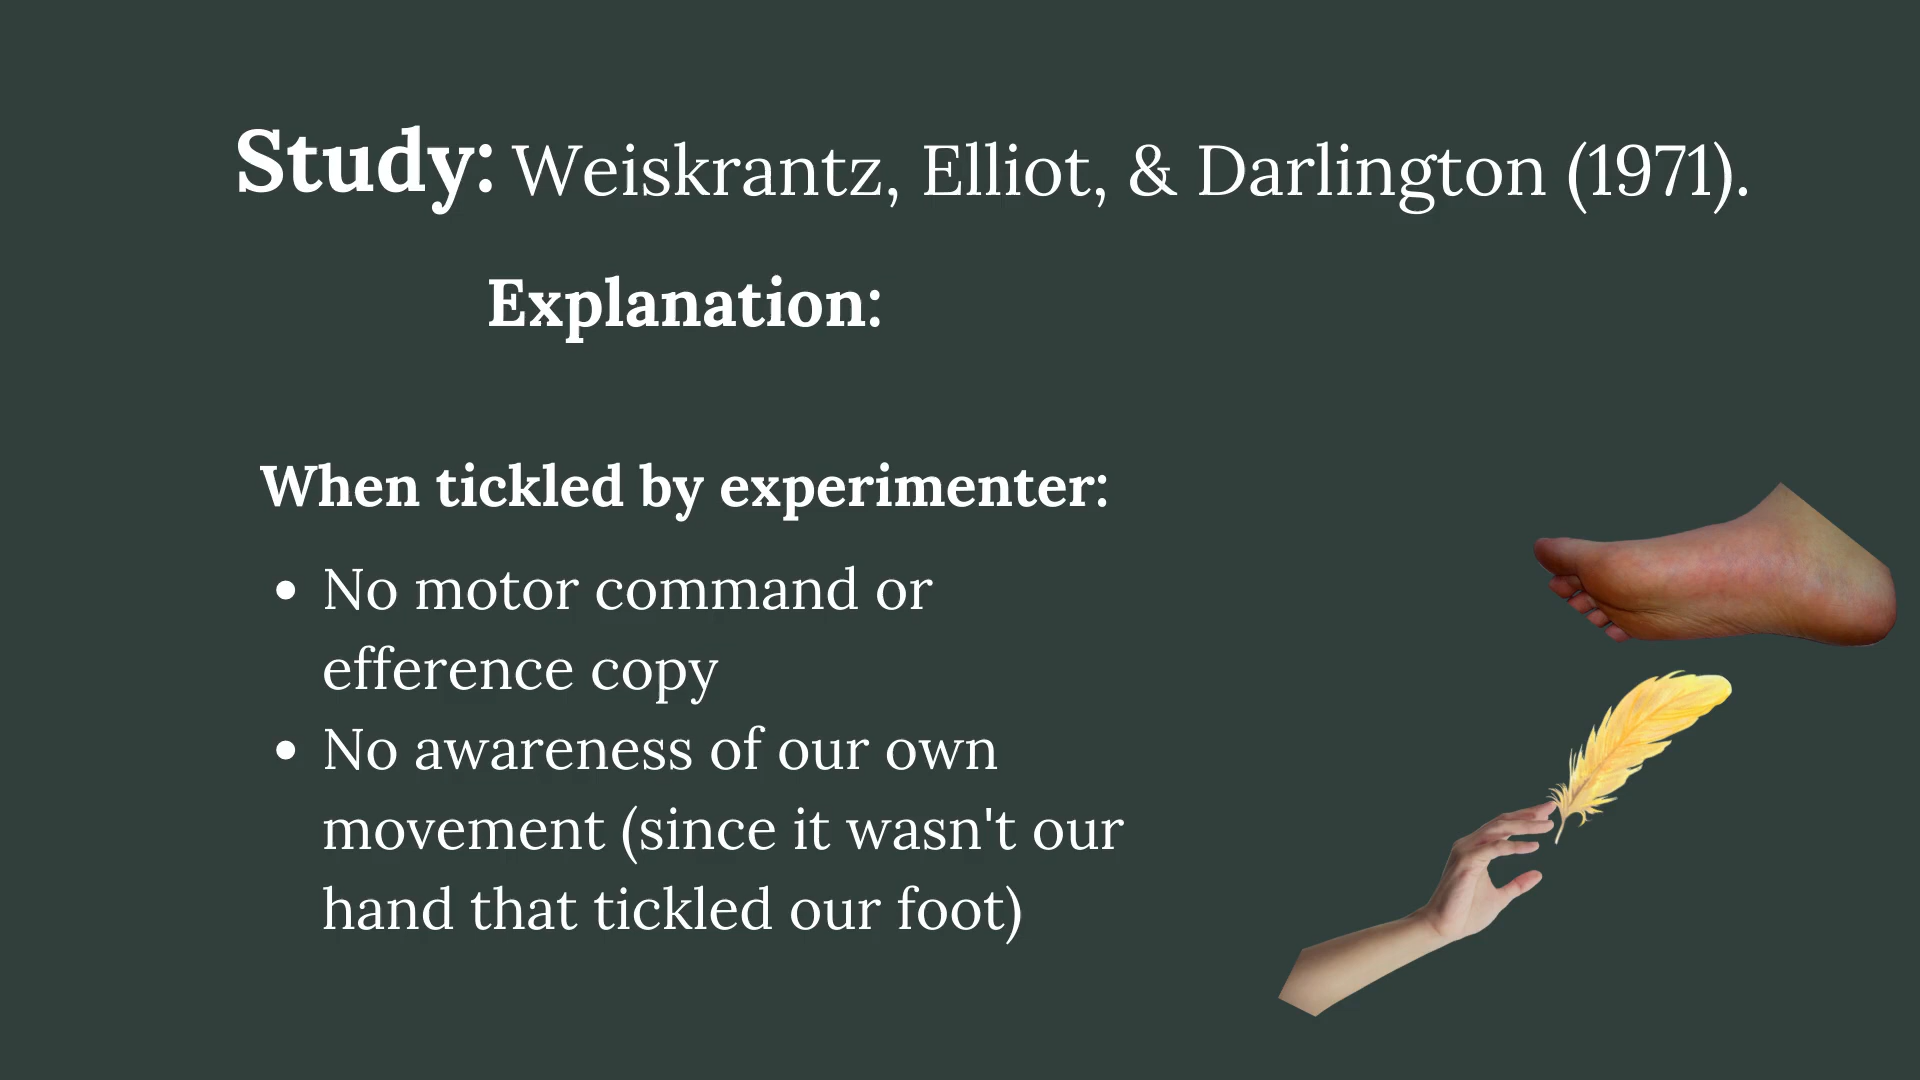 Study: Weiskrantz, Elliot, & Darlington (1971).
Explanation:
When tickled by experimenter:
• No motor command or
efference copy
• No awareness of our own
movement (since it wasn't our
hand that tickled our foot)